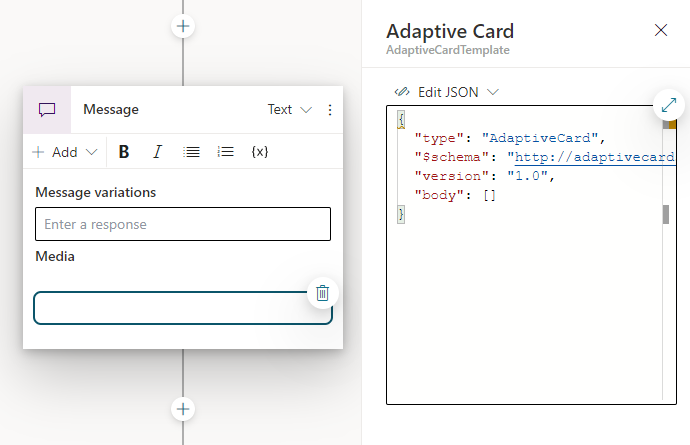 Message
Text
Add
B
I
{x}
Message variations
Enter a response
Media
Adaptive Card
AdaptiveCardTemplate
Edit JSON
{
"type": "AdaptiveCard",
"$schema": "http://adaptivecard
"version": "1.0",
"body": []
}